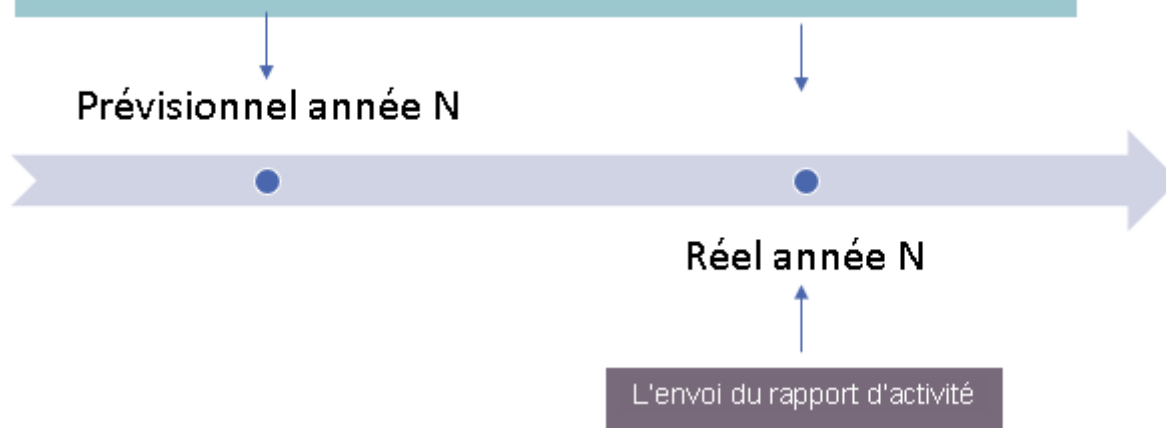 Prévisionnel année N
Réel année N
L'envoi du rapport d'activité